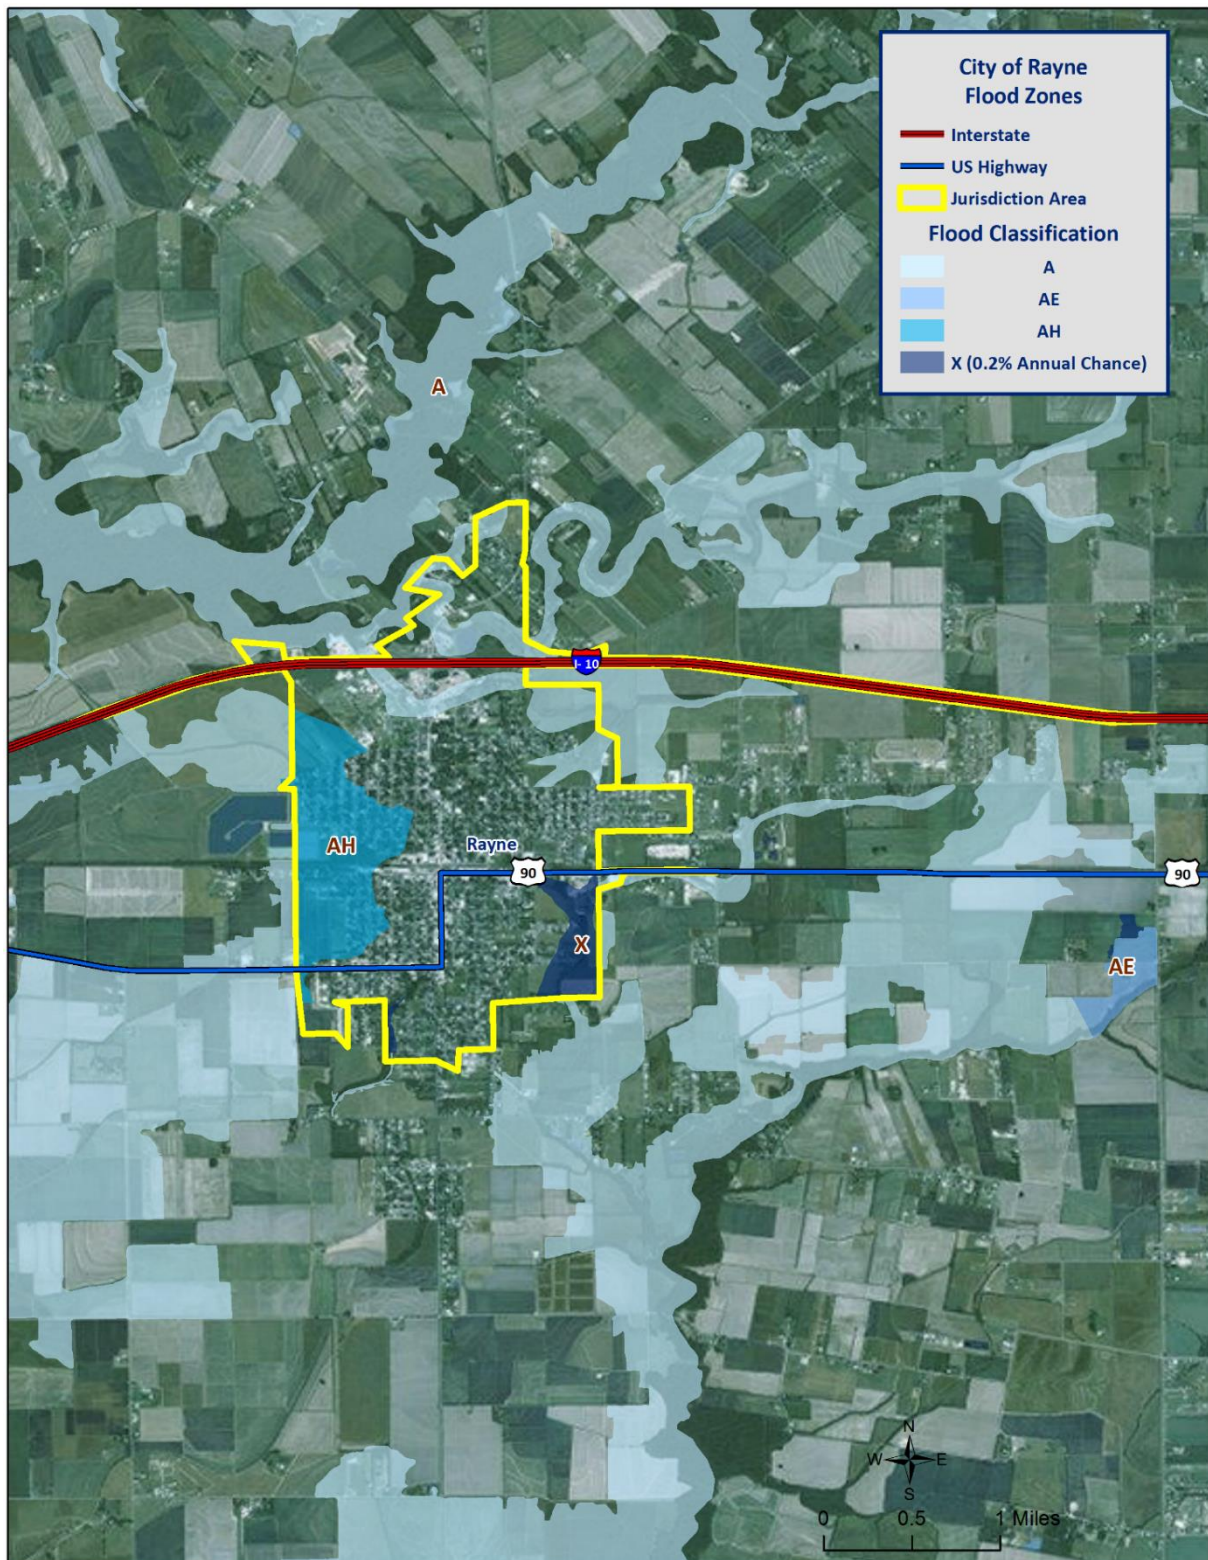 City of Rayne
Flood Zones
Interstate
US Highway
Jurisdiction Area
Flood Classification
A
AE
AH
X (0.2% Annual Chance)
A
I-10
AH
Rayne
90
90
X
AE
N
W E
S
0 0.5 1 Miles